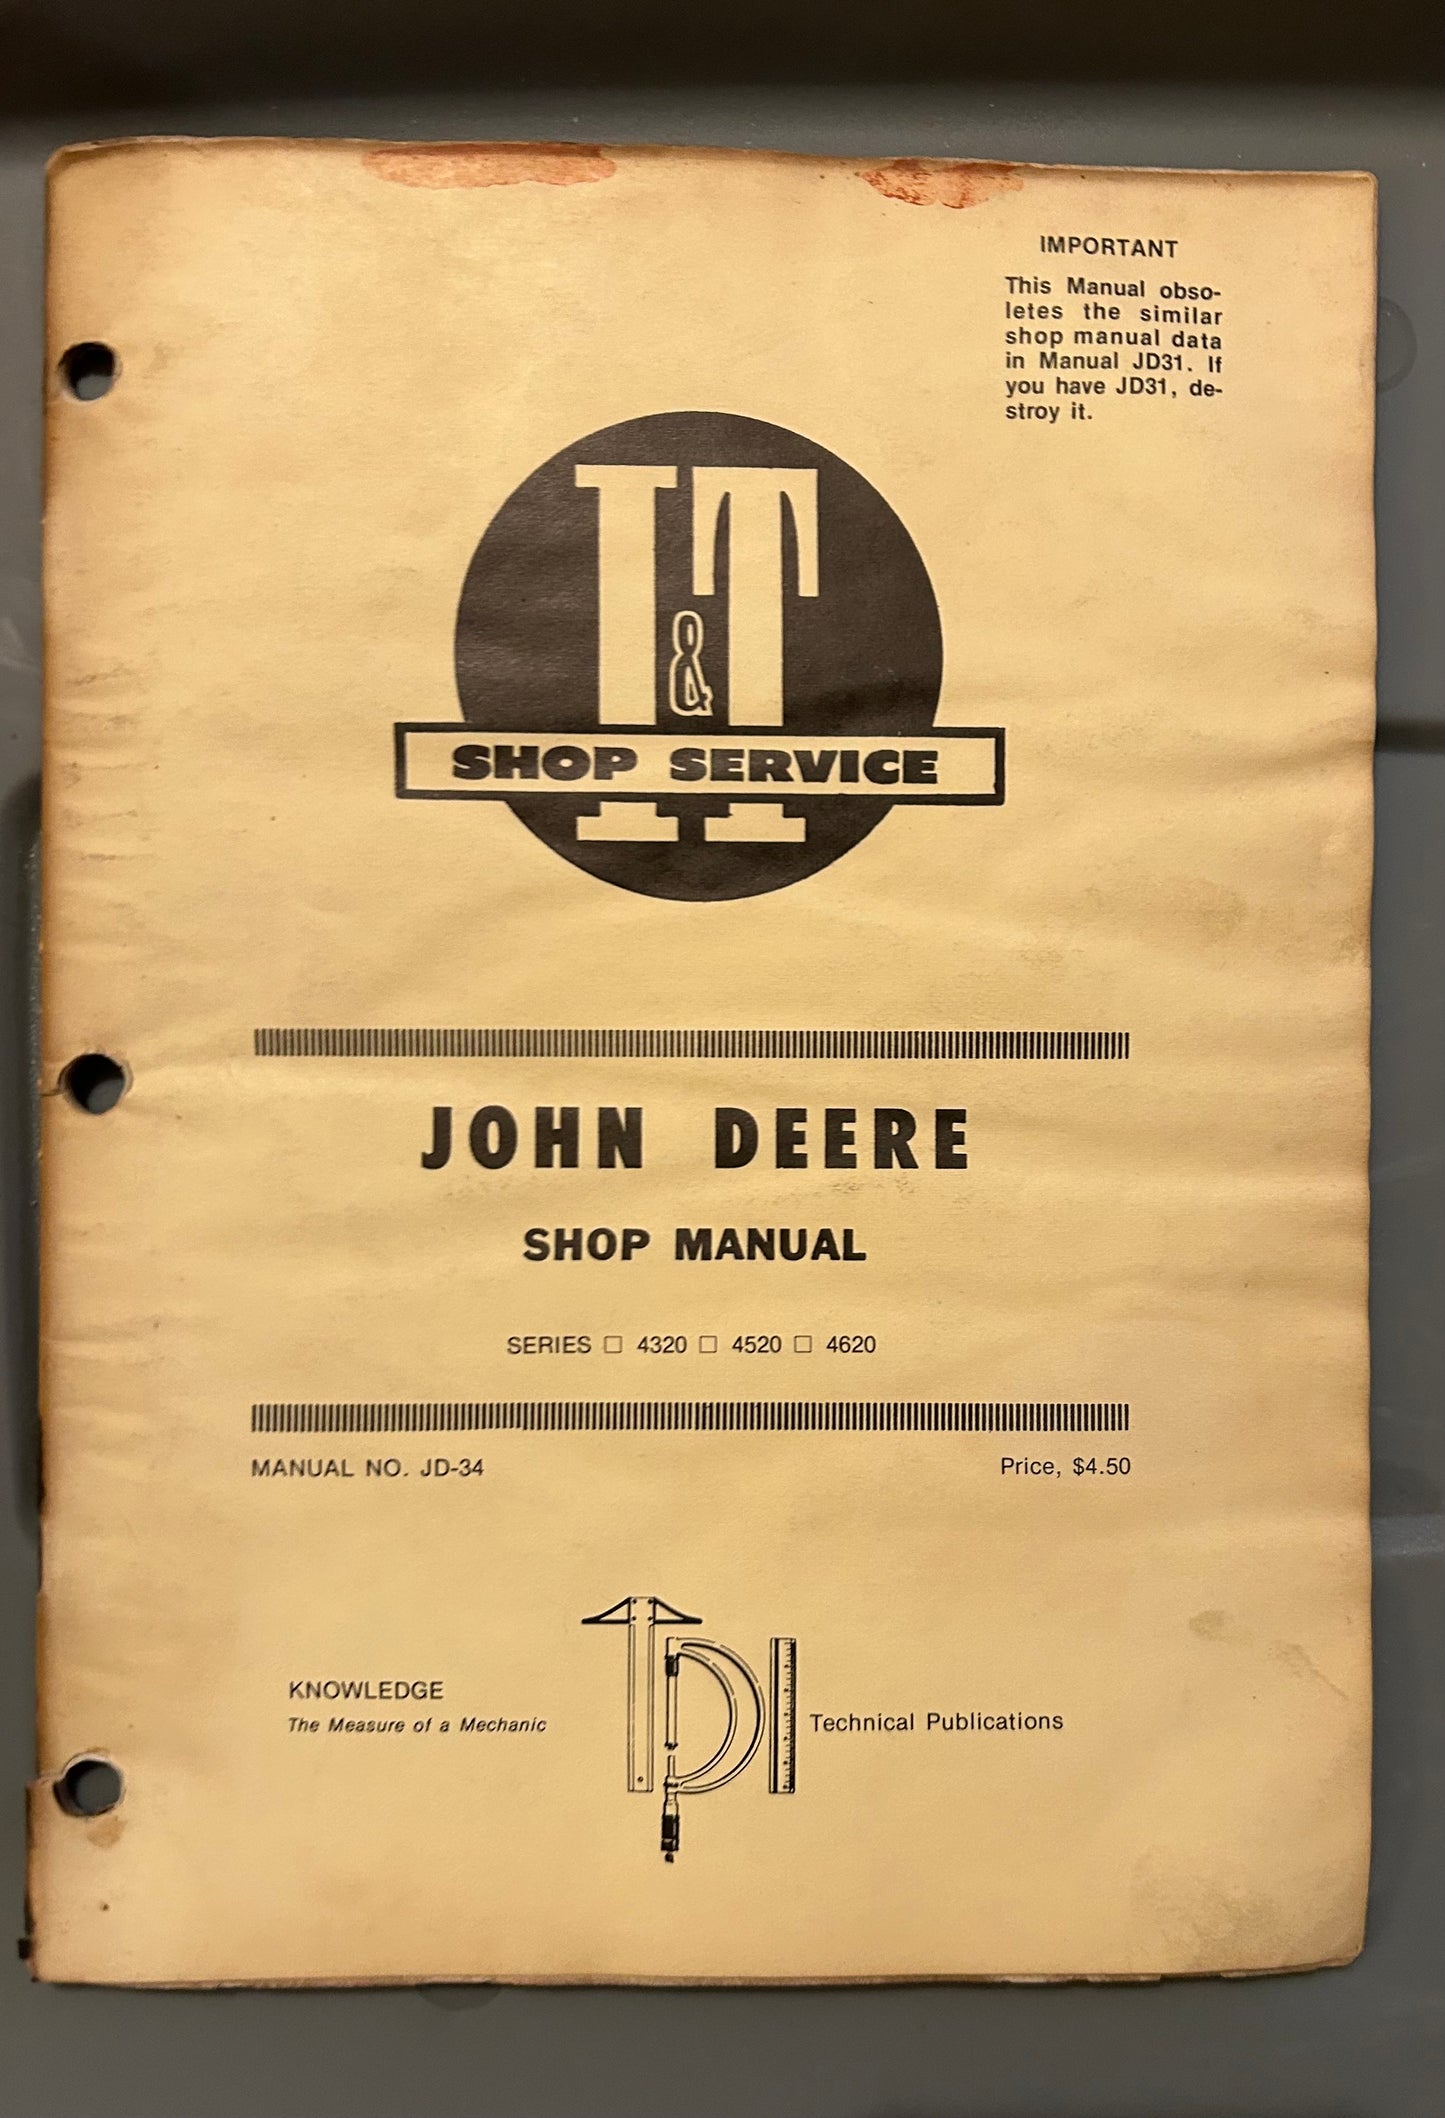 IMPORTANT
This Manual obso-
letes the similar
shop manual data
in Manual JD31. If
you have JD31, de-
stroy it.
I&T
SHOP SERVICE
JOHN DEERE
SHOP MANUAL
SERIES □ 4320 □ 4520 □ 4620
MANUAL NO. JD-34
Price, $4.50
KNOWLEDGE
The Measure of a Mechanic
TPI
Technical Publications